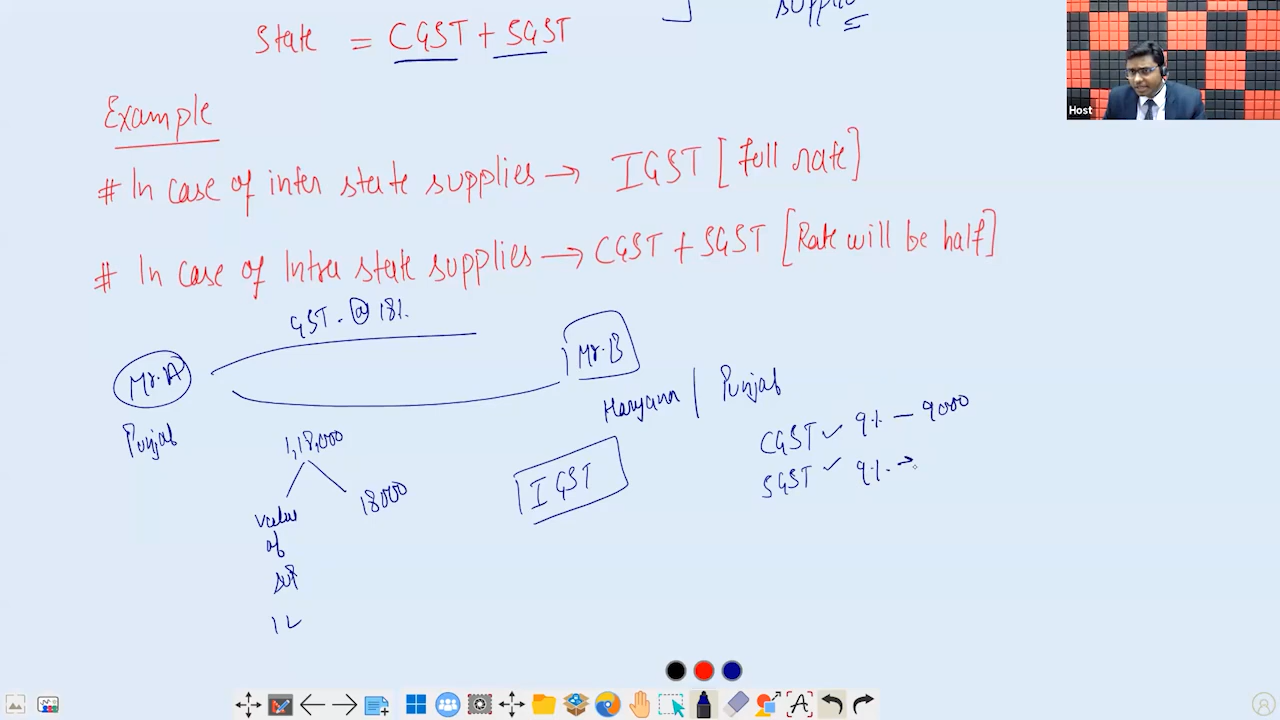 supplie
State = CGST + SGST
Host
Example
# In case of inter state supplies → IGST [Full rate]
# In case of Intra state supplies → CGST + SGST [Rate will be half]
GST. @ 18%.
Mr. A
Mr. B
Punjab
Haryana | Punjab
1,18,000
18000
value
of
sup
1 L
IGST
CGST ✓ 9% — 9000
SGST ✓ 9% →